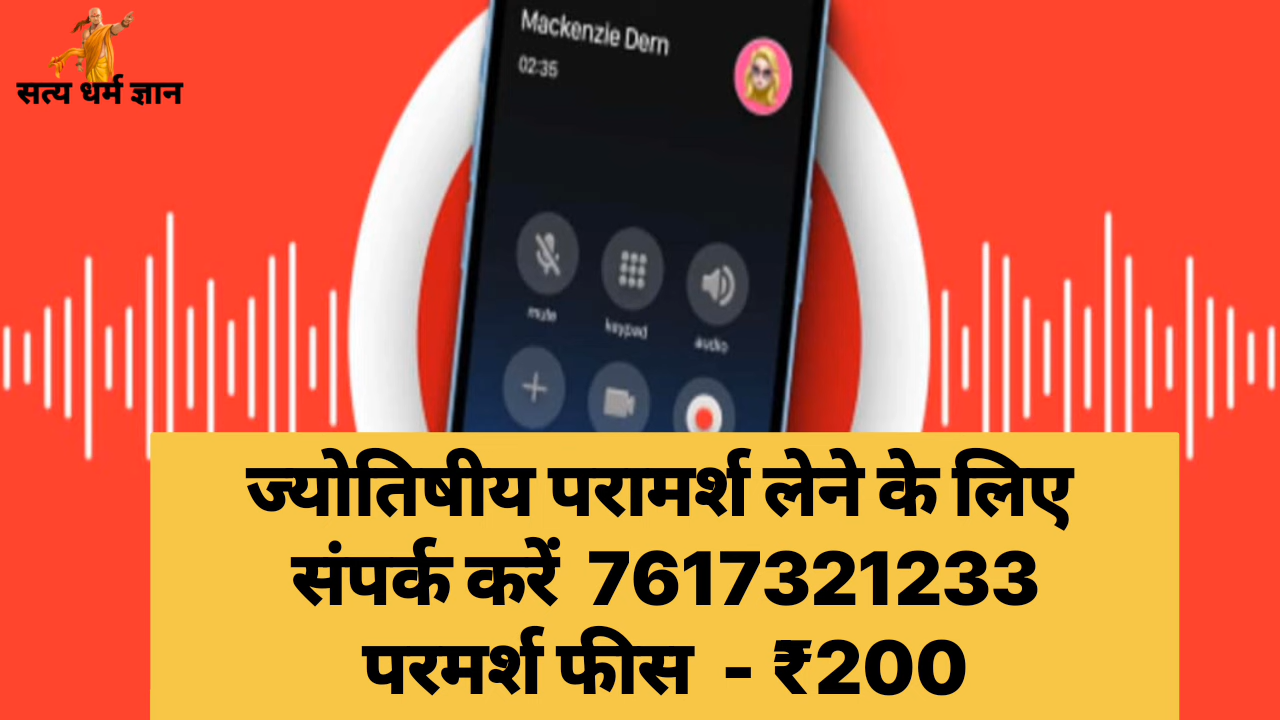 सत्य धर्म ज्ञान
Mackenzie Dern
02:35
mute
keypad
audio
ज्योतिषीय परामर्श लेने के लिए
संपर्क करें 7617321233
परमर्श फीस - ₹200